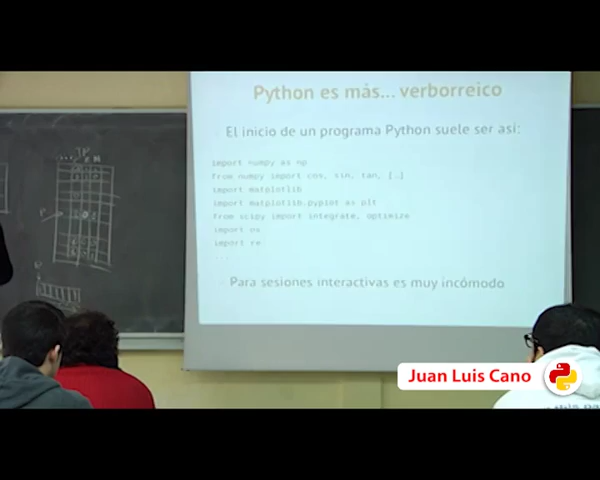 Python es más... verborreico
El inicio de un programa Python suele ser así:
import numpy as np
from numpy import cos, sin, tan, [...]
import matplotlib
import matplotlib.pyplot as plt
from scipy import integrate, optimize
import os
import re
...
Para sesiones interactivas es muy incómodo
Juan Luis Cano